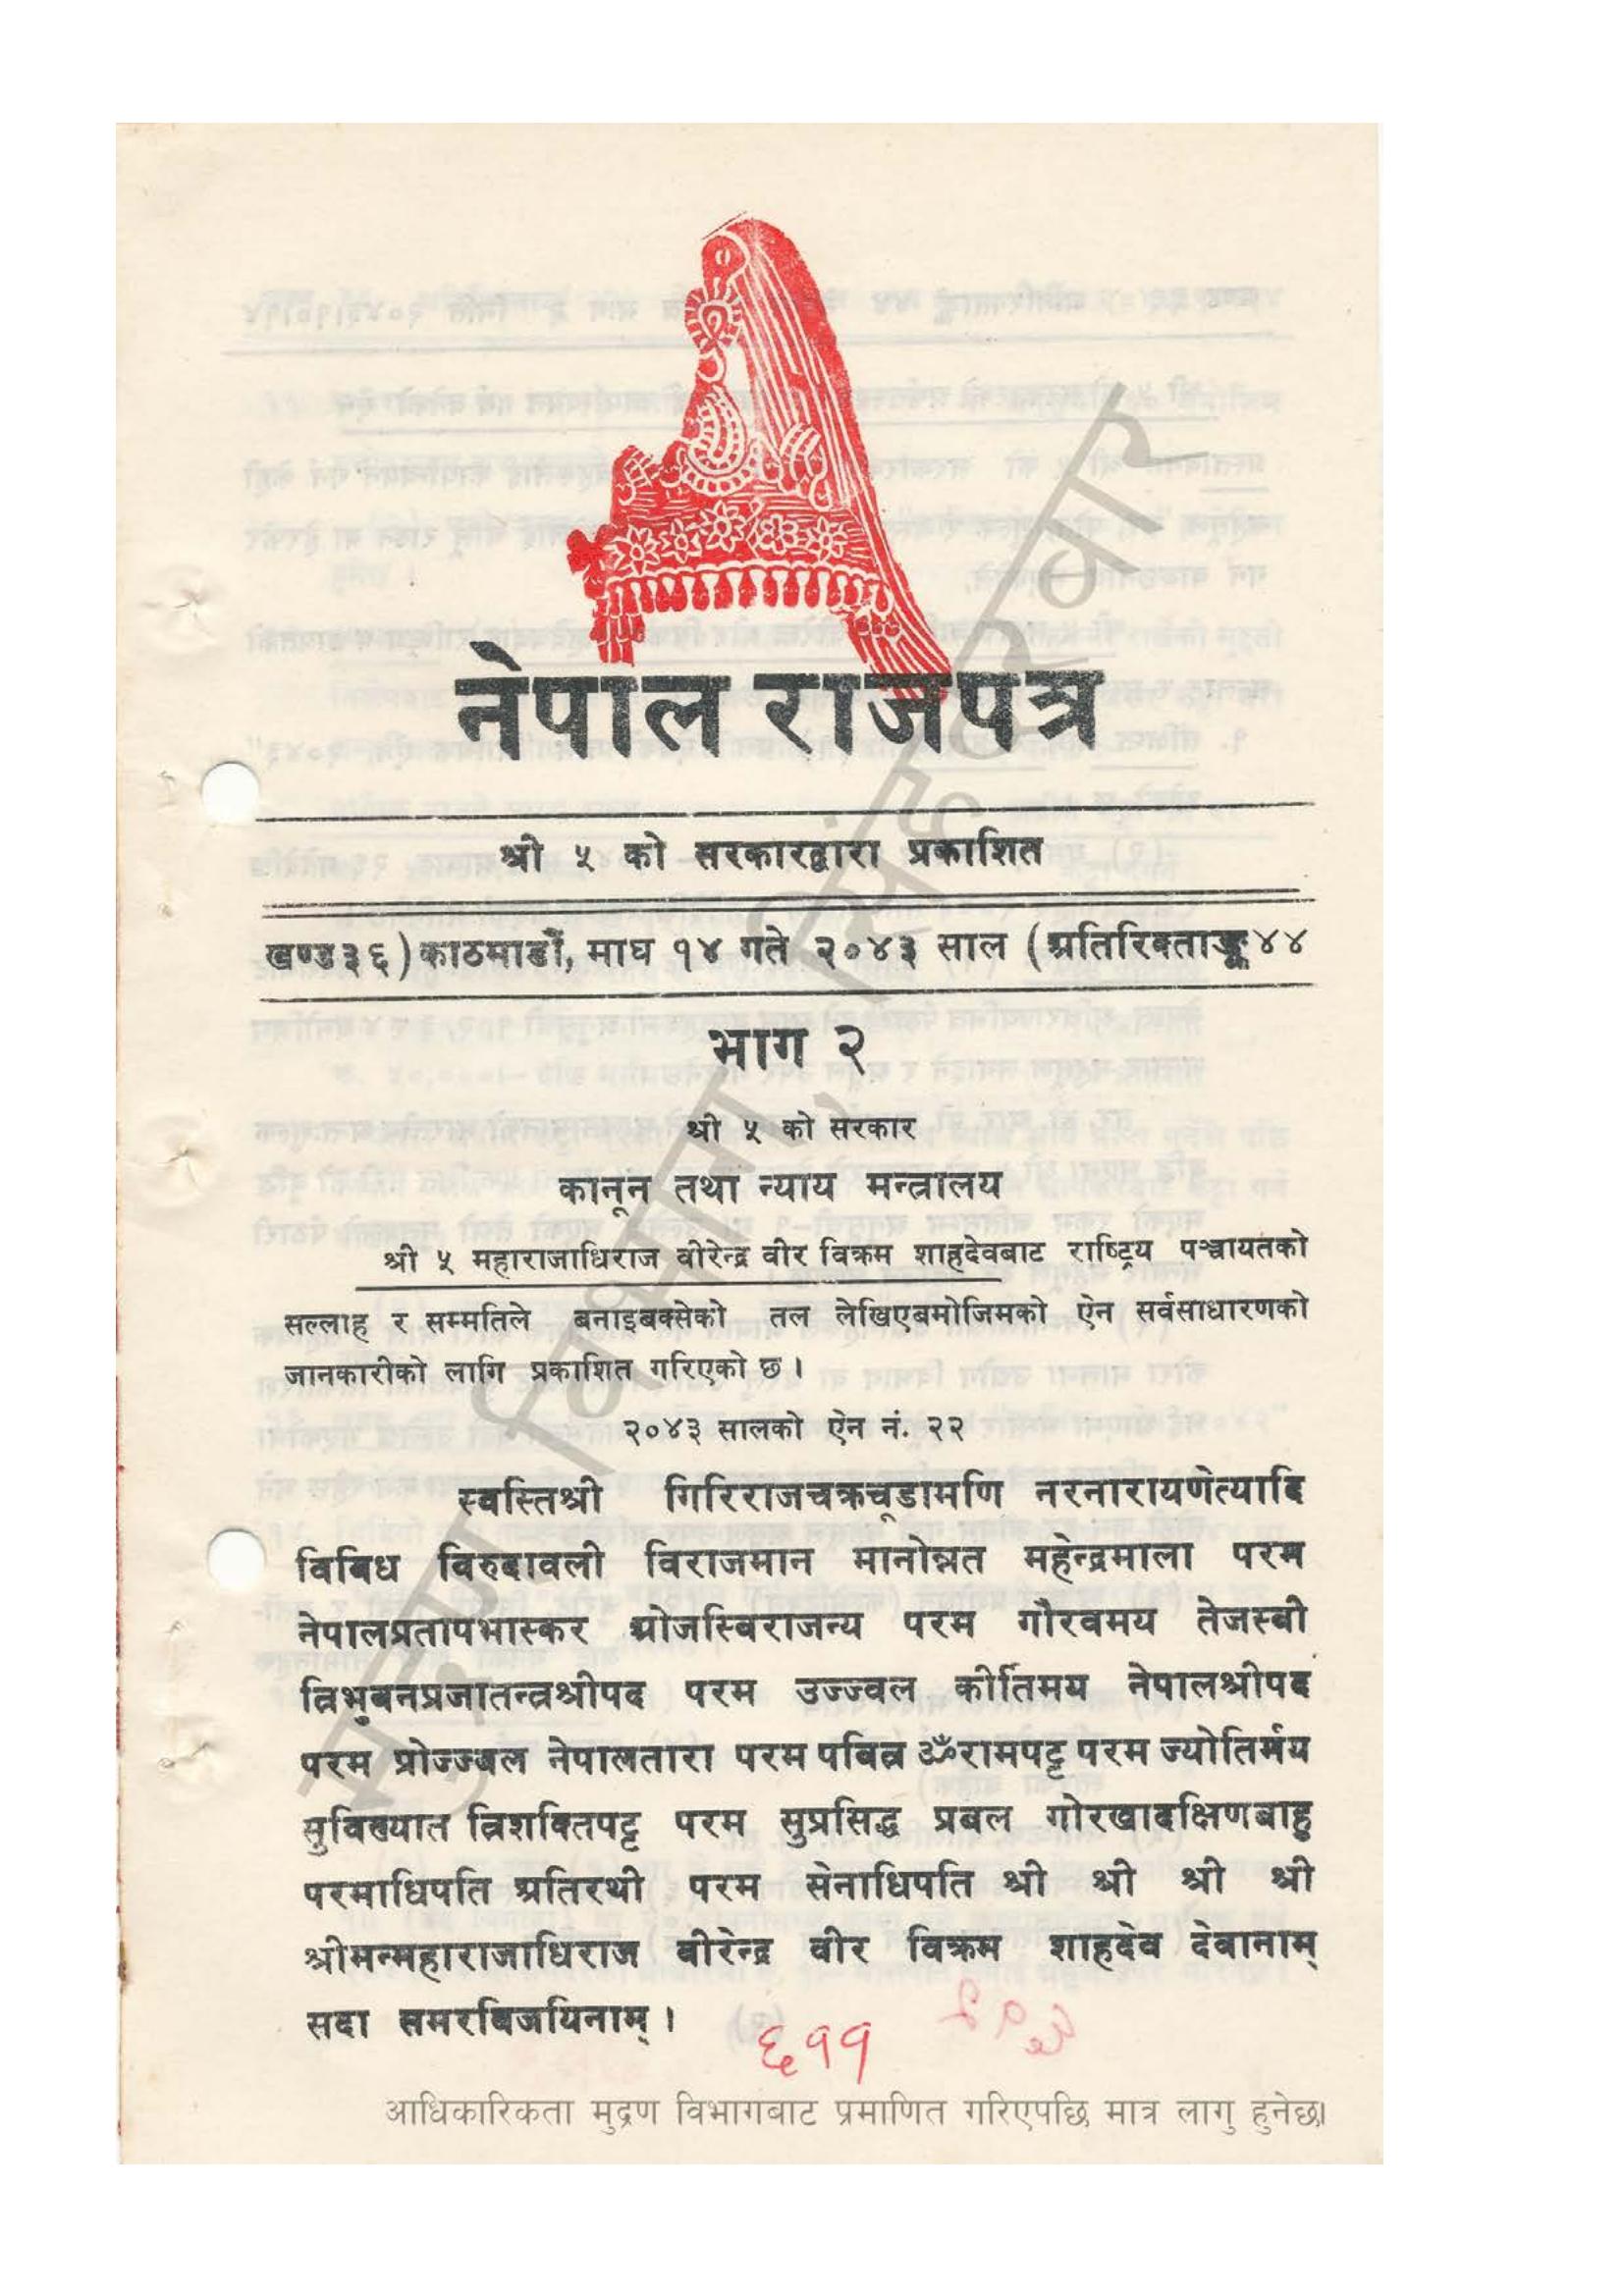 नेपाल राजपत्र
श्री ५ को सरकारद्वारा प्रकाशित
खण्ड ३६) काठमाडौं, माघ १४ गते २०४३ साल (अतिरिक्ताङ्क ४४
भाग २
श्री ५ को सरकार
कानून तथा न्याय मन्त्रालय
श्री ५ महाराजाधिराज वीरेन्द्र वीर विक्रम शाहदेवबाट राष्ट्रिय पञ्चायतको
सल्लाह र सम्मतिले बनाइबक्सेको तल लेखिएबमोजिमको ऐन सर्वसाधारणको
जानकारीको लागि प्रकाशित गरिएको छ ।
२०४३ सालको ऐन नं. २२
स्वस्तिश्री गिरिराजचक्रचूडामणि नरनारायणेत्यादि
विविध विरुदावली विराजमान मानोन्नत महेन्द्रमाला परम
नेपालप्रतापभास्कर ओजस्विराजन्य परम गौरवमय तेजस्वी
त्रिभुवनप्रजातन्त्रश्रीपद परम उज्ज्वल कीर्तिमय नेपालश्रीपद
परम प्रोज्ज्वल नेपालतारा परम पवित्र ॐरामपट्ट परम ज्योतिर्मय
सुविख्यात त्रिशक्तिपट्ट परम सुप्रसिद्ध प्रबल गोरखादक्षिणबाहु
परमाधिपति अतिरथी परम सेनाधिपति श्री श्री श्री श्री
श्रीमन्महाराजाधिराज वीरेन्द्र वीर विक्रम शाहदेव देवानाम्
सदा समरविजयिनाम् ।
६११
मुद्रण विभाग, सिंहदरवार
आधिकारिकता मुद्रण विभागबाट प्रमाणित गरिएपछि मात्र लागु हुनेछ।